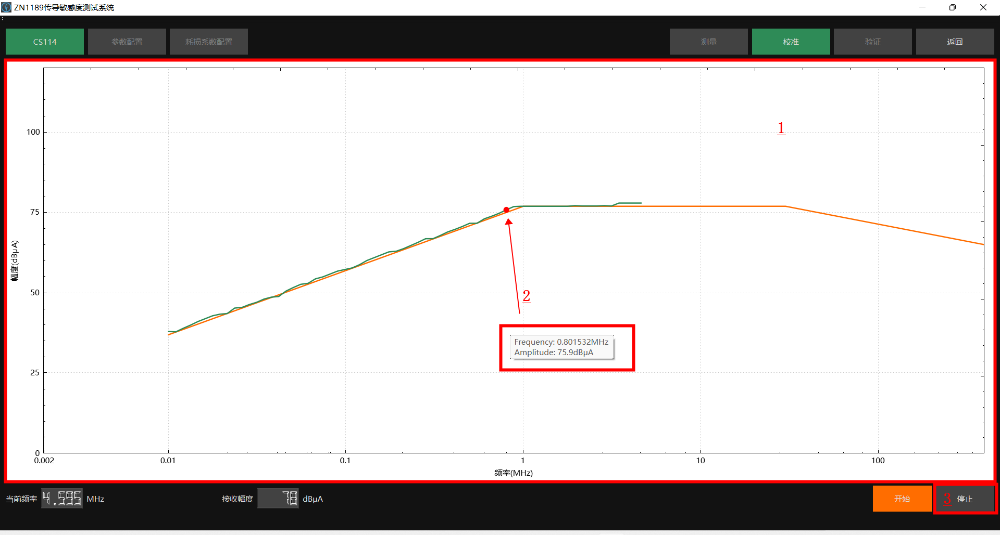 ZN1189传导敏感度测试系统
CS114
参数配置
耗损系数配置
测量
校准
验证
返回
1
100
75
50
25
0
幅度(dBμA)
2
Frequency: 0.801532MHz
Amplitude: 75.9dBμA
0.002
0.01
0.1
1
10
100
频率(MHz)
当前频率 4.595 MHz
接收幅度 78 dBμA
开始
3 停止